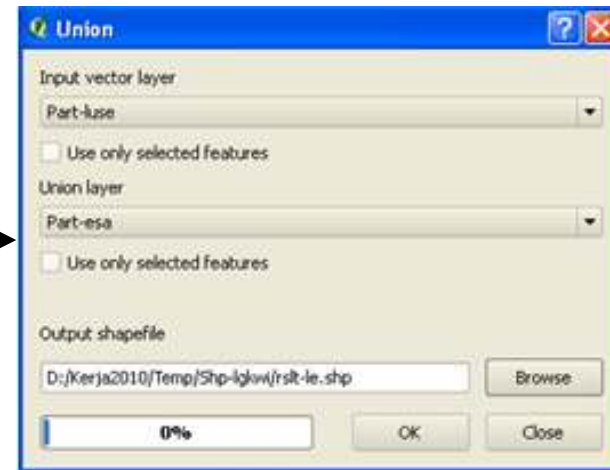 Union
Input vector layer
Part-luse
Use only selected features
Union layer
Part-esa
Use only selected features
Output shapefile
D:/Kerja2010/Temp/Shp-lgkwi/rslt-le.shp
Browse
0%
OK
Close